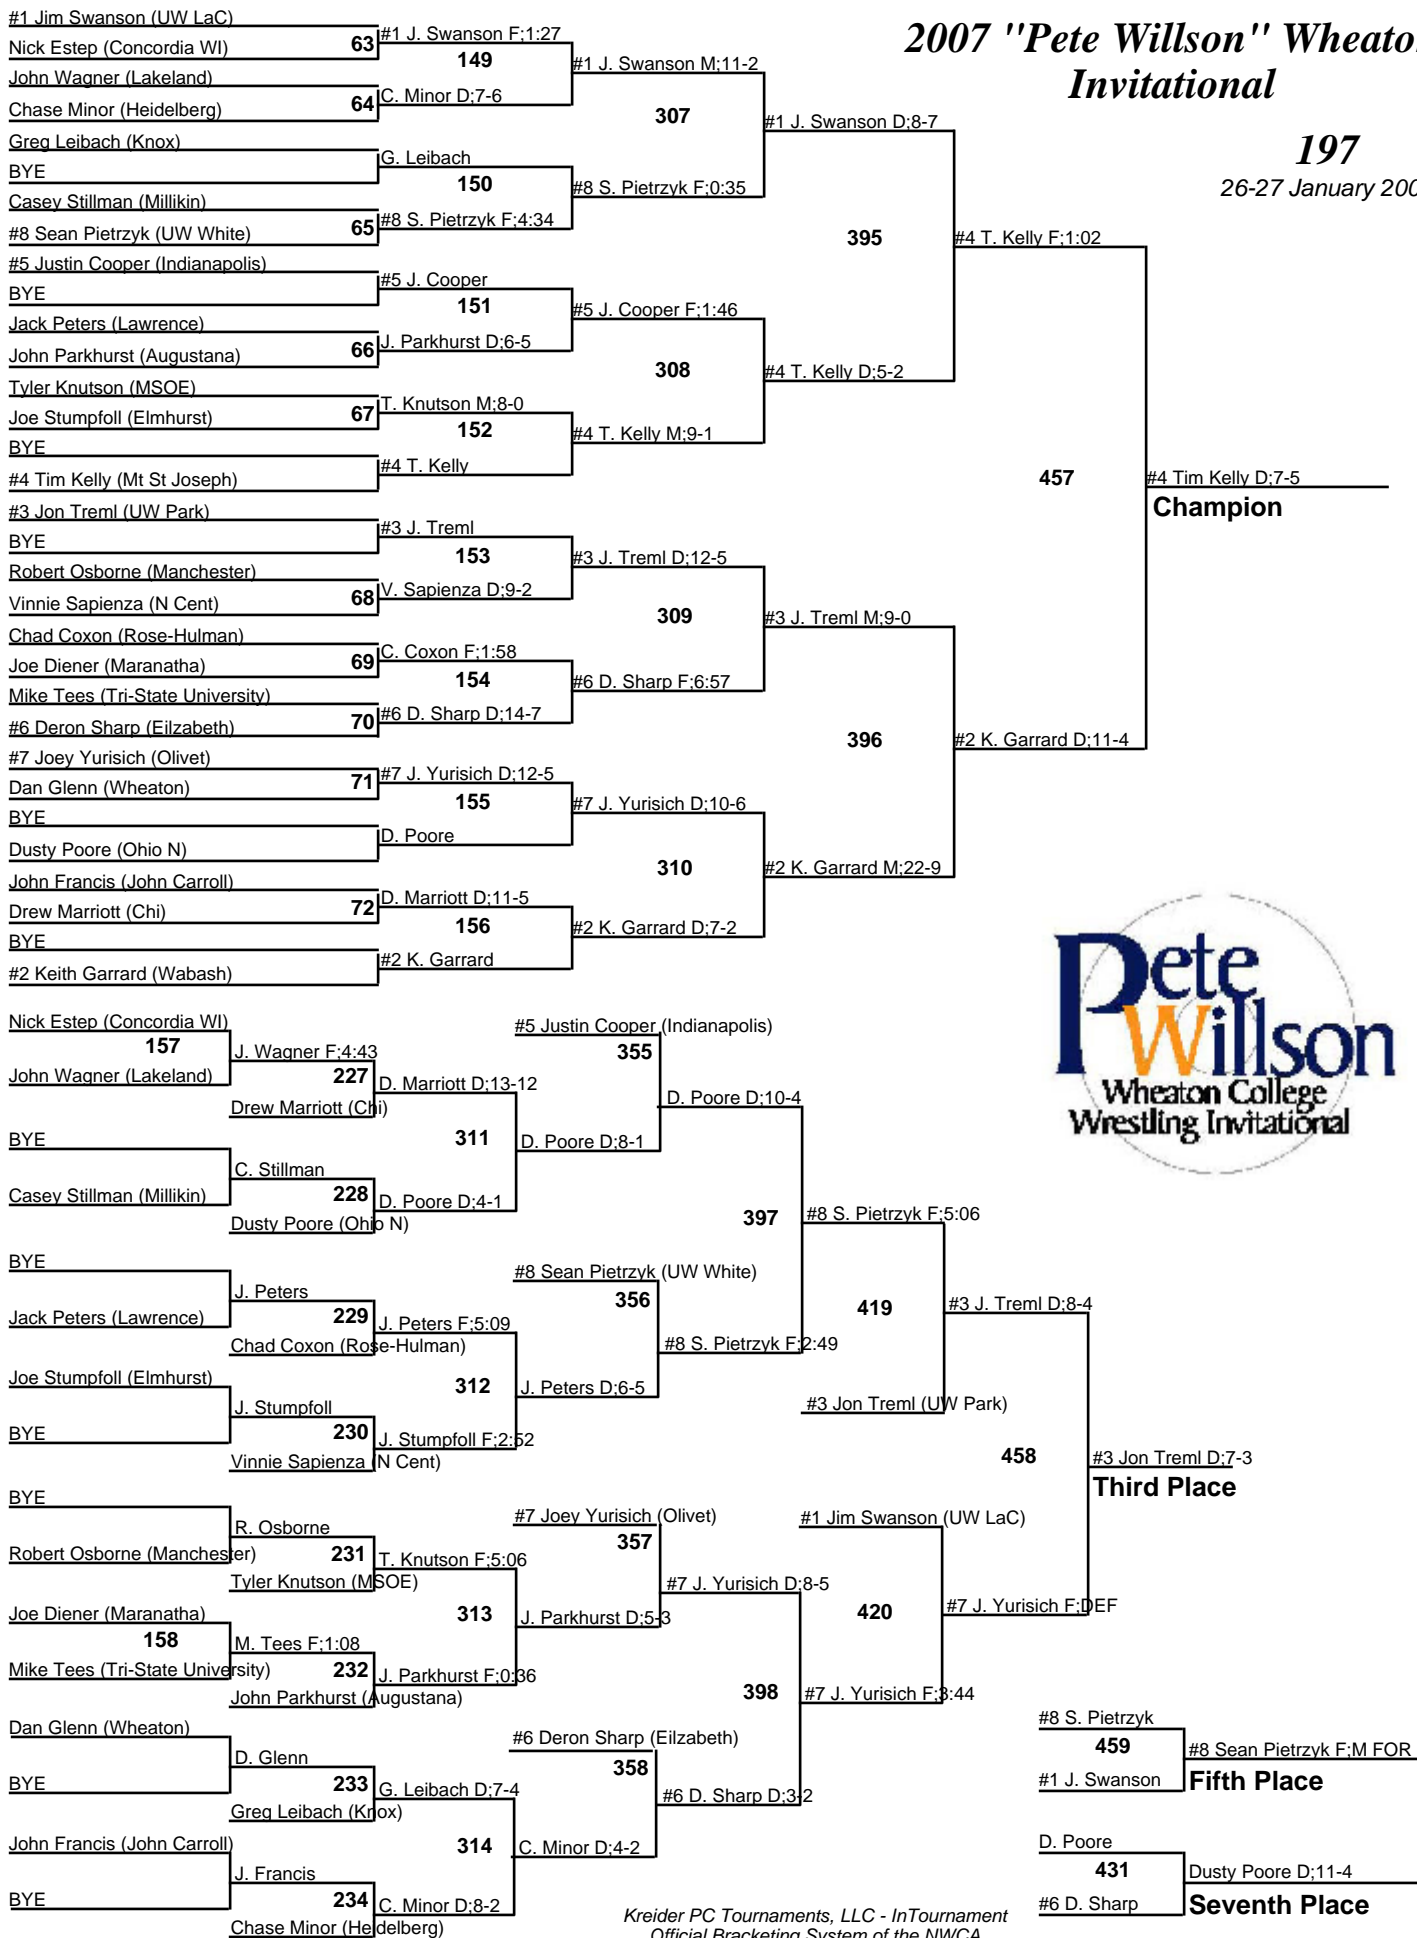 2007 "Pete Willson" Wheato
Invitational
197
26-27 January 200
#1 Jim Swanson (UW LaC)
Nick Estep (Concordia WI)
63
#1 J. Swanson F;1:27
149
John Wagner (Lakeland)
Chase Minor (Heidelberg)
64
C. Minor D;7-6
#1 J. Swanson M;11-2
307
Greg Leibach (Knox)
BYE
G. Leibach
150
Casey Stillman (Millikin)
#8 Sean Pietrzyk (UW White)
65
#8 S. Pietrzyk F;4:34
#8 S. Pietrzyk F;0:35
#1 J. Swanson D;8-7
395
#5 Justin Cooper (Indianapolis)
BYE
#5 J. Cooper
151
Jack Peters (Lawrence)
John Parkhurst (Augustana)
66
J. Parkhurst D;6-5
#5 J. Cooper F;1:46
308
Tyler Knutson (MSOE)
Joe Stumpfoll (Elmhurst)
67
T. Knutson M;8-0
152
BYE
#4 Tim Kelly (Mt St Joseph)
#4 T. Kelly
#4 T. Kelly M;9-1
#4 T. Kelly D;5-2
#4 T. Kelly F;1:02
457
#4 Tim Kelly D;7-5
Champion
#3 Jon Treml (UW Park)
BYE
#3 J. Treml
153
Robert Osborne (Manchester)
Vinnie Sapienza (N Cent)
68
V. Sapienza D;9-2
#3 J. Treml D;12-5
309
Chad Coxon (Rose-Hulman)
Joe Diener (Maranatha)
69
C. Coxon F;1:58
154
Mike Tees (Tri-State University)
#6 Deron Sharp (Eilzabeth)
70
#6 D. Sharp D;14-7
#6 D. Sharp F;6:57
#3 J. Treml M;9-0
396
#7 Joey Yurisich (Olivet)
Dan Glenn (Wheaton)
71
#7 J. Yurisich D;12-5
155
BYE
Dusty Poore (Ohio N)
D. Poore
#7 J. Yurisich D;10-6
310
John Francis (John Carroll)
Drew Marriott (Chi)
72
D. Marriott D;11-5
156
BYE
#2 Keith Garrard (Wabash)
#2 K. Garrard
#2 K. Garrard D;7-2
#2 K. Garrard M;22-9
#2 K. Garrard D;11-4
Pete
Willson
Wheaton College
Wrestling Invitational
Nick Estep (Concordia WI)
157
John Wagner (Lakeland)
J. Wagner F;4:43
227
Drew Marriott (Chi)
D. Marriott D;13-12
311
BYE
Casey Stillman (Millikin)
C. Stillman
228
Dusty Poore (Ohio N)
D. Poore D;4-1
D. Poore D;8-1
#5 Justin Cooper (Indianapolis)
355
D. Poore D;10-4
397
BYE
Jack Peters (Lawrence)
J. Peters
229
Chad Coxon (Rose-Hulman)
J. Peters F;5:09
312
Joe Stumpfoll (Elmhurst)
BYE
J. Stumpfoll
230
Vinnie Sapienza (N Cent)
J. Stumpfoll F;2:52
J. Peters D;6-5
#8 Sean Pietrzyk (UW White)
356
#8 S. Pietrzyk F;2:49
#8 S. Pietrzyk F;5:06
419
#3 Jon Treml (UW Park)
#3 J. Treml D;8-4
458
#3 Jon Treml D;7-3
Third Place
BYE
Robert Osborne (Manchester)
R. Osborne
231
Tyler Knutson (MSOE)
T. Knutson F;5:06
313
Joe Diener (Maranatha)
158
Mike Tees (Tri-State University)
M. Tees F;1:08
232
John Parkhurst (Augustana)
J. Parkhurst F;0:36
J. Parkhurst D;5-3
#7 Joey Yurisich (Olivet)
357
#7 J. Yurisich D;8-5
398
Dan Glenn (Wheaton)
BYE
D. Glenn
233
Greg Leibach (Knox)
G. Leibach D;7-4
314
John Francis (John Carroll)
BYE
J. Francis
234
Chase Minor (Heidelberg)
C. Minor D;8-2
C. Minor D;4-2
#6 Deron Sharp (Eilzabeth)
358
#6 D. Sharp D;3-2
#7 J. Yurisich F;3:44
#1 Jim Swanson (UW LaC)
420
#7 J. Yurisich F;DEF
#8 S. Pietrzyk
459
#1 J. Swanson
#8 Sean Pietrzyk F;M FOR
Fifth Place
D. Poore
431
#6 D. Sharp
Dusty Poore D;11-4
Seventh Place
Kreider PC Tournaments, LLC - InTournament
Official Bracketing System of the NWCA